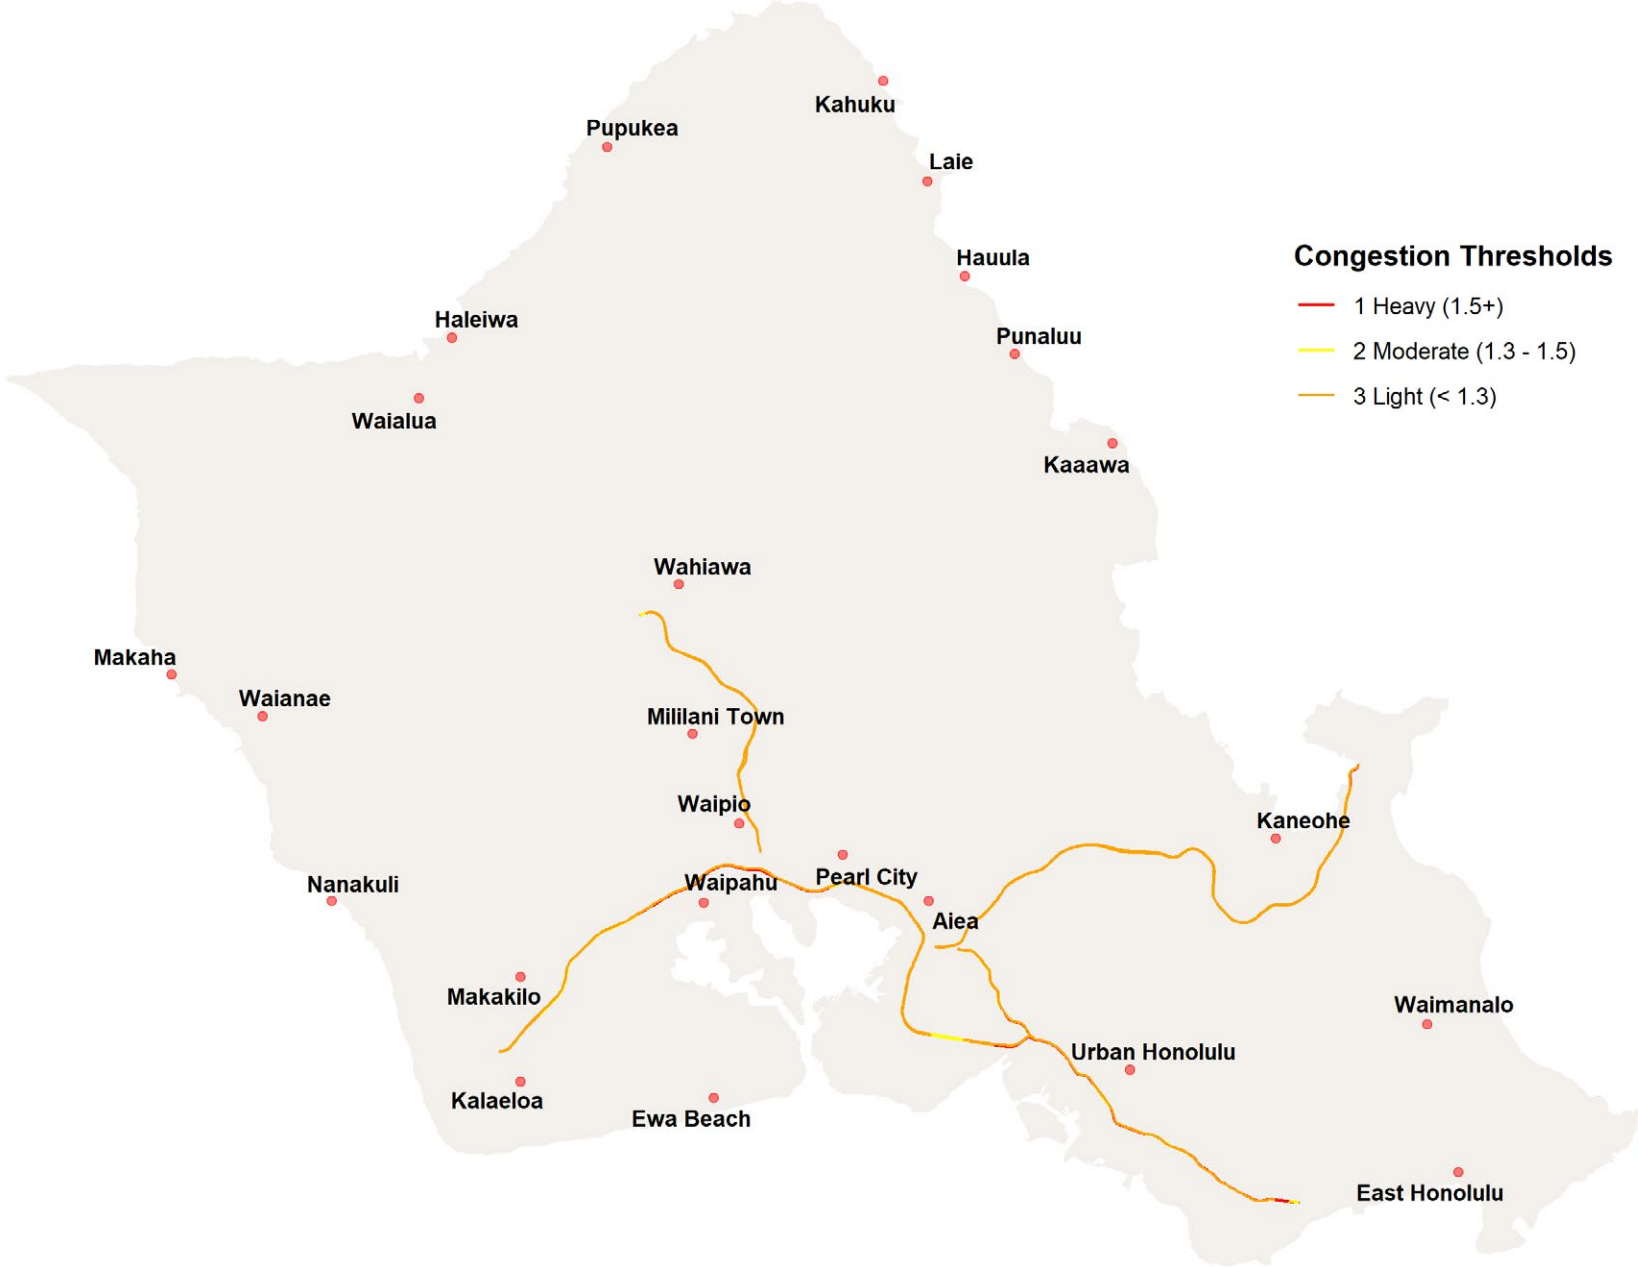 Kahuku
Pupukea
Laie
Congestion Thresholds
Hauula
1 Heavy (1.5+)
Haleiwa
Punaluu
2 Moderate (1.3 - 1.5)
3 Light (< 1.3)
Waialua
Kaaawa
Wahiawa
Makaha
Waianae
Mililani Town
Waipio
Kaneohe
Nanakuli
Waipahu
Pearl City
Aiea
Makakilo
Waimanalo
Urban Honolulu
Kalaeloa
Ewa Beach
East Honolulu